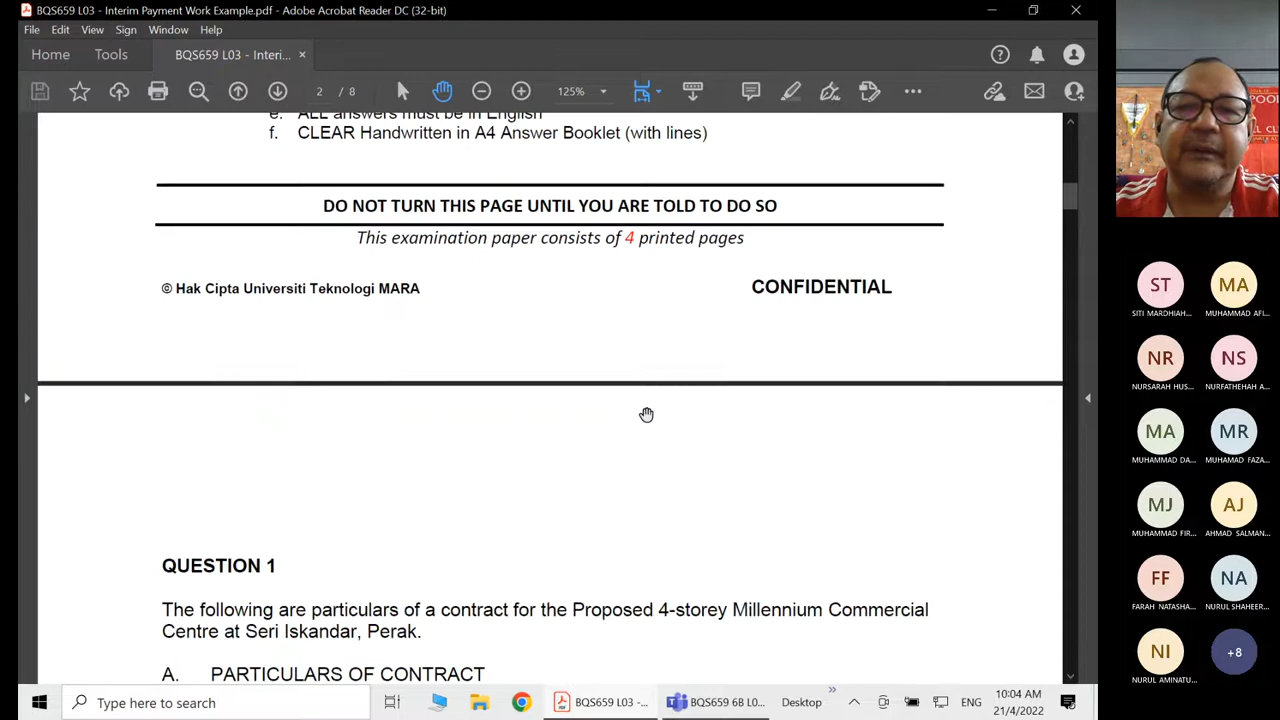 BQS659 L03 - Interim Payment Work Example.pdf - Adobe Acrobat Reader DC (32-bit)
File Edit View Sign Window Help
Home Tools BQS659 L03 - Interi... ×
2 / 8 125%
e. ALL answers must be in English
f. CLEAR Handwritten in A4 Answer Booklet (with lines)
DO NOT TURN THIS PAGE UNTIL YOU ARE TOLD TO DO SO
This examination paper consists of 4 printed pages
© Hak Cipta Universiti Teknologi MARA CONFIDENTIAL
QUESTION 1
The following are particulars of a contract for the Proposed 4-storey Millennium Commercial
Centre at Seri Iskandar, Perak.
A. PARTICULARS OF CONTRACT
ST MA
SITI MARDHIAH... MUHAMMAD AFI...
NR NS
NURSARAH HUS... NURFATHEHAH A...
MA MR
MUHAMMAD DA... MUHAMAD FAZA...
MJ AJ
MUHAMMAD FIR... AHMAD SALMAN...
FF NA
FARAH NATASHA... NURUL SHAHEER...
NI +8
NURUL AMINATU...
Type here to search BQS659 L03 -... BQS659 6B L0... Desktop » ENG 10:04 AM
21/4/2022